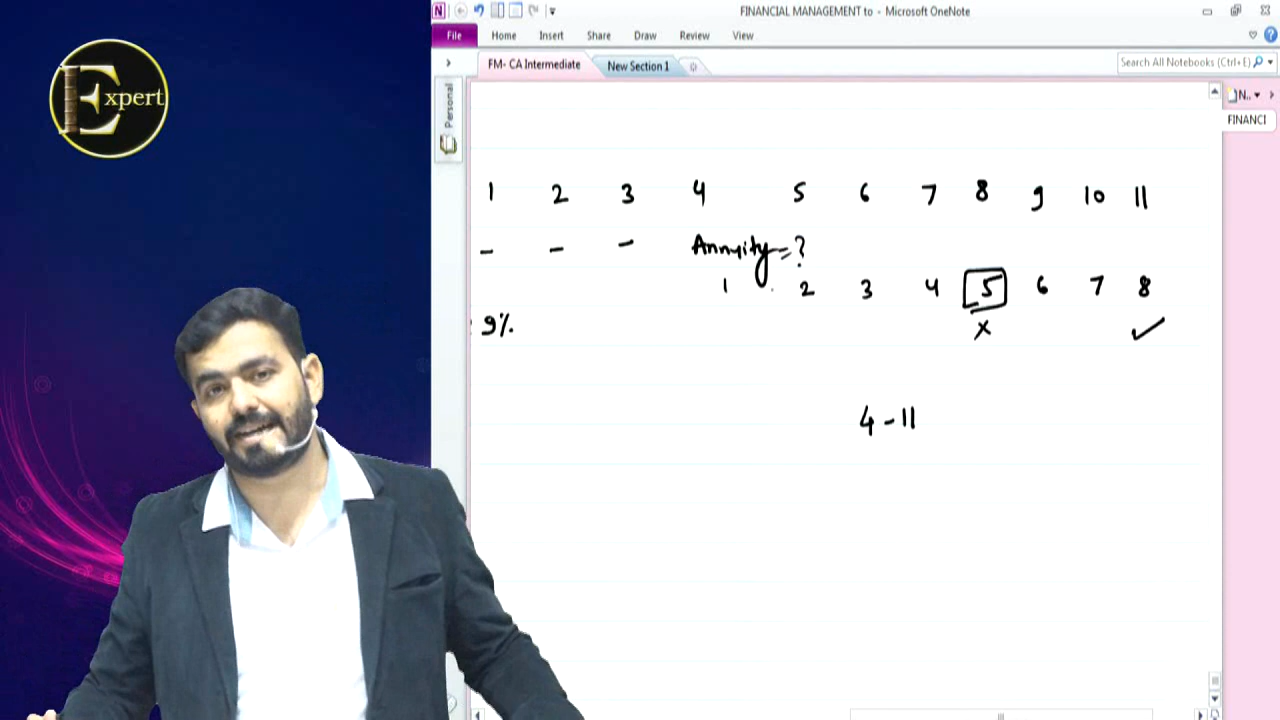 Expert
FINANCIAL MANAGEMENT to - Microsoft OneNote
File Home Insert Share Draw Review View
FM- CA Intermediate New Section 1
Search All Notebooks (Ctrl+E)
N..
FINANCI
Personal
1 2 3 4 5 6 7 8 9 10 11
- - - Annuity = ?
1 2 3 4 5 6 7 8
: 9% x ✓
4 - 11